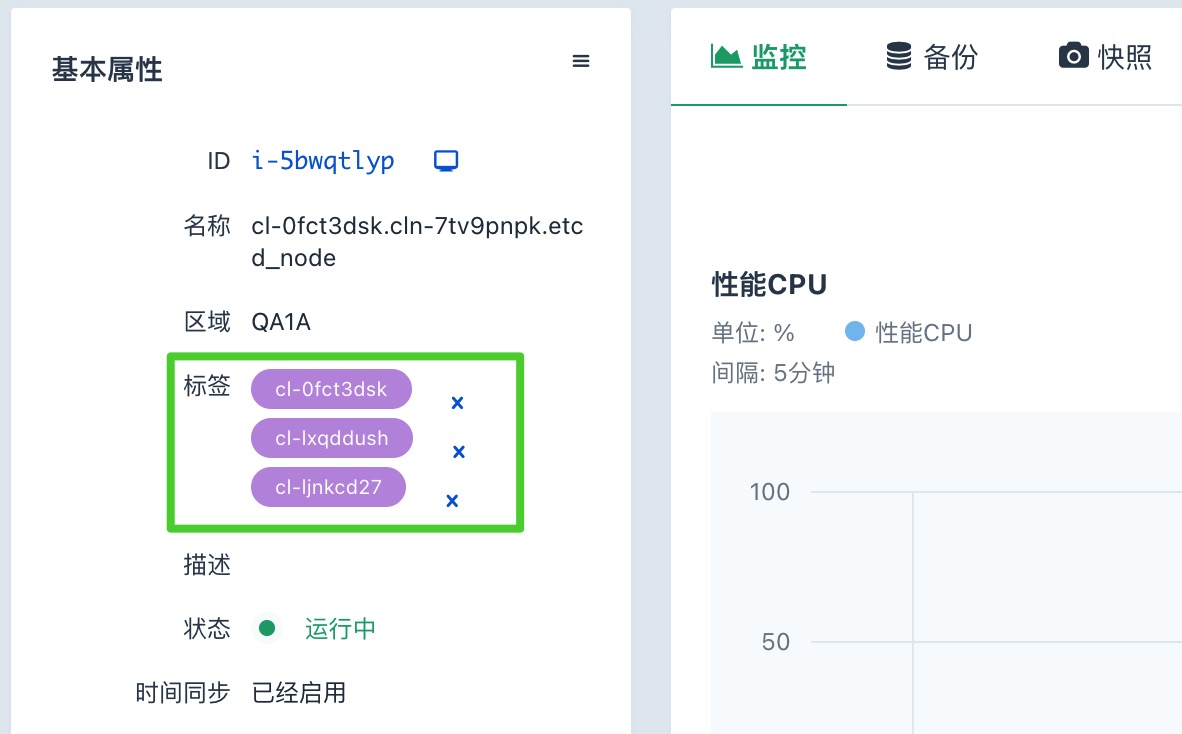 基本属性
ID i-5bwqtlyp
名称 cl-0fct3dsk.cln-7tv9pnpk.etc
d_node
区域 QA1A
标签 cl-0fct3dsk ×
cl-lxqddush ×
cl-ljnkcd27 ×
描述
状态 运行中
时间同步 已经启用
监控 备份 快照
性能CPU
单位: % 性能CPU
间隔: 5分钟
100
50